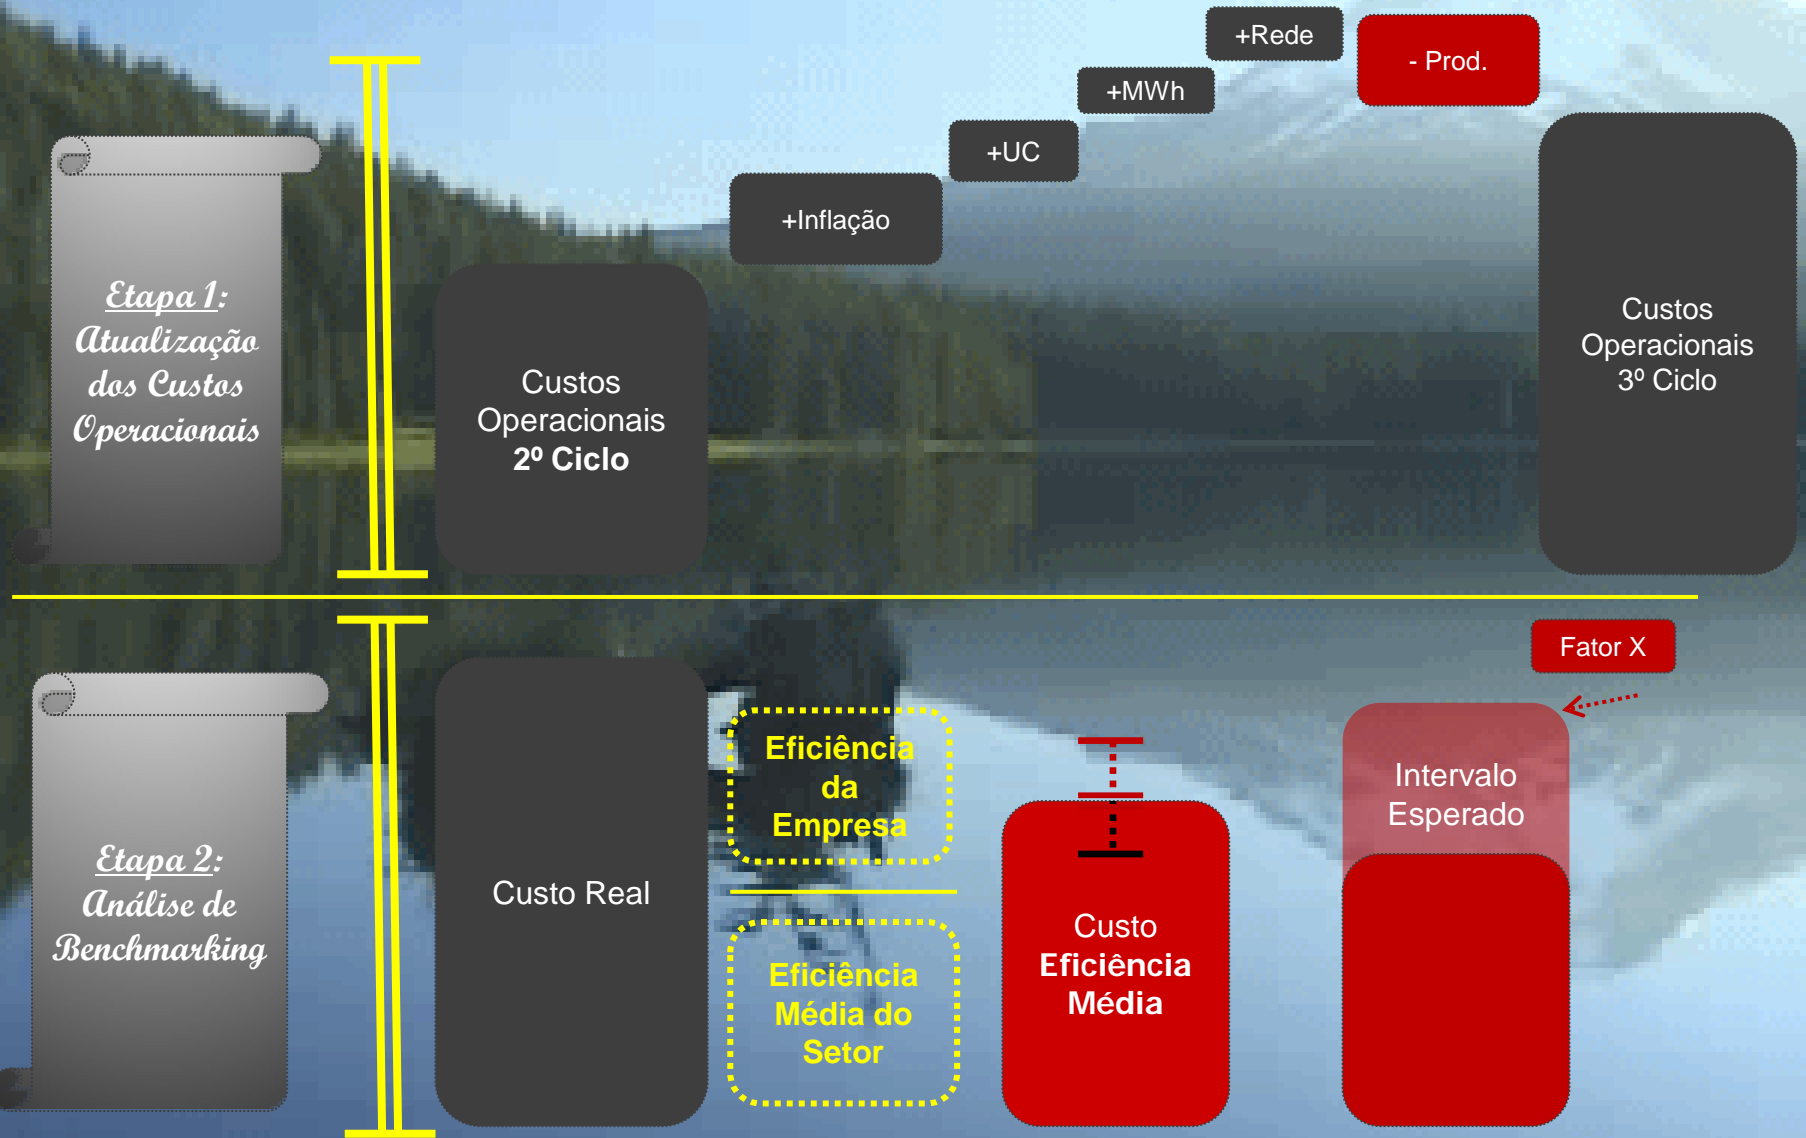 +Rede
- Prod.
+MWh
+UC
+Inflação
Etapa 1:
Atualização
dos Custos
Operacionais
Custos
Operacionais
2º Ciclo
Custos
Operacionais
3º Ciclo
Fator X
Etapa 2:
Análise de
Benchmarking
Custo Real
Eficiência
da
Empresa
Eficiência
Média do
Setor
Custo
Eficiência
Média
Intervalo
Esperado